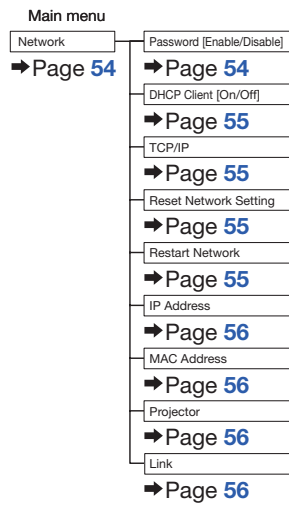 Main menu
Network
➡Page 54
Password [Enable/Disable]
➡Page 54
DHCP Client [On/Off]
➡Page 55
TCP/IP
➡Page 55
Reset Network Setting
➡Page 55
Restart Network
➡Page 55
IP Address
➡Page 56
MAC Address
➡Page 56
Projector
➡Page 56
Link
➡Page 56